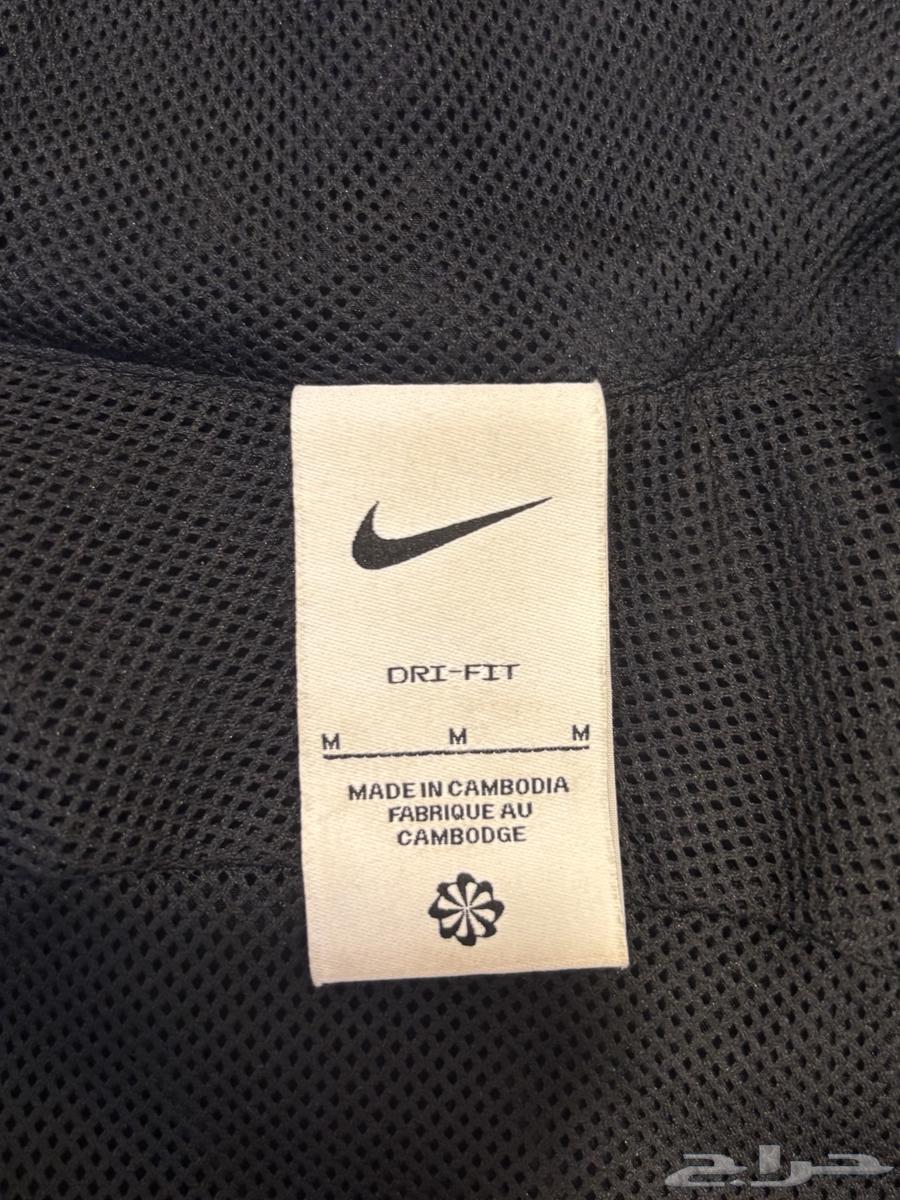 DRI-FIT
M M M
MADE IN CAMBODIA
FABRIQUE AU
CAMBODGE
حراج